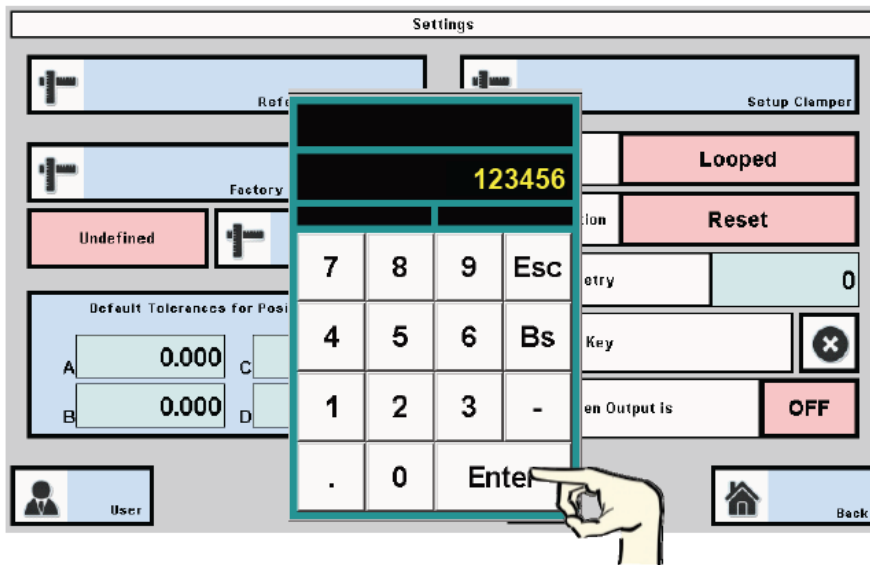 Settings
Refe
Setup Clamper
123456
Looped
Factory
Undefined
tion
Reset
7 8 9 Esc
etry
0
Default Tolerances for Posi
4 5 6 Bs
Key
A 0.000 C
1 2 3 -
en Output is
OFF
B 0.000 D
. 0 Enter
User
Back